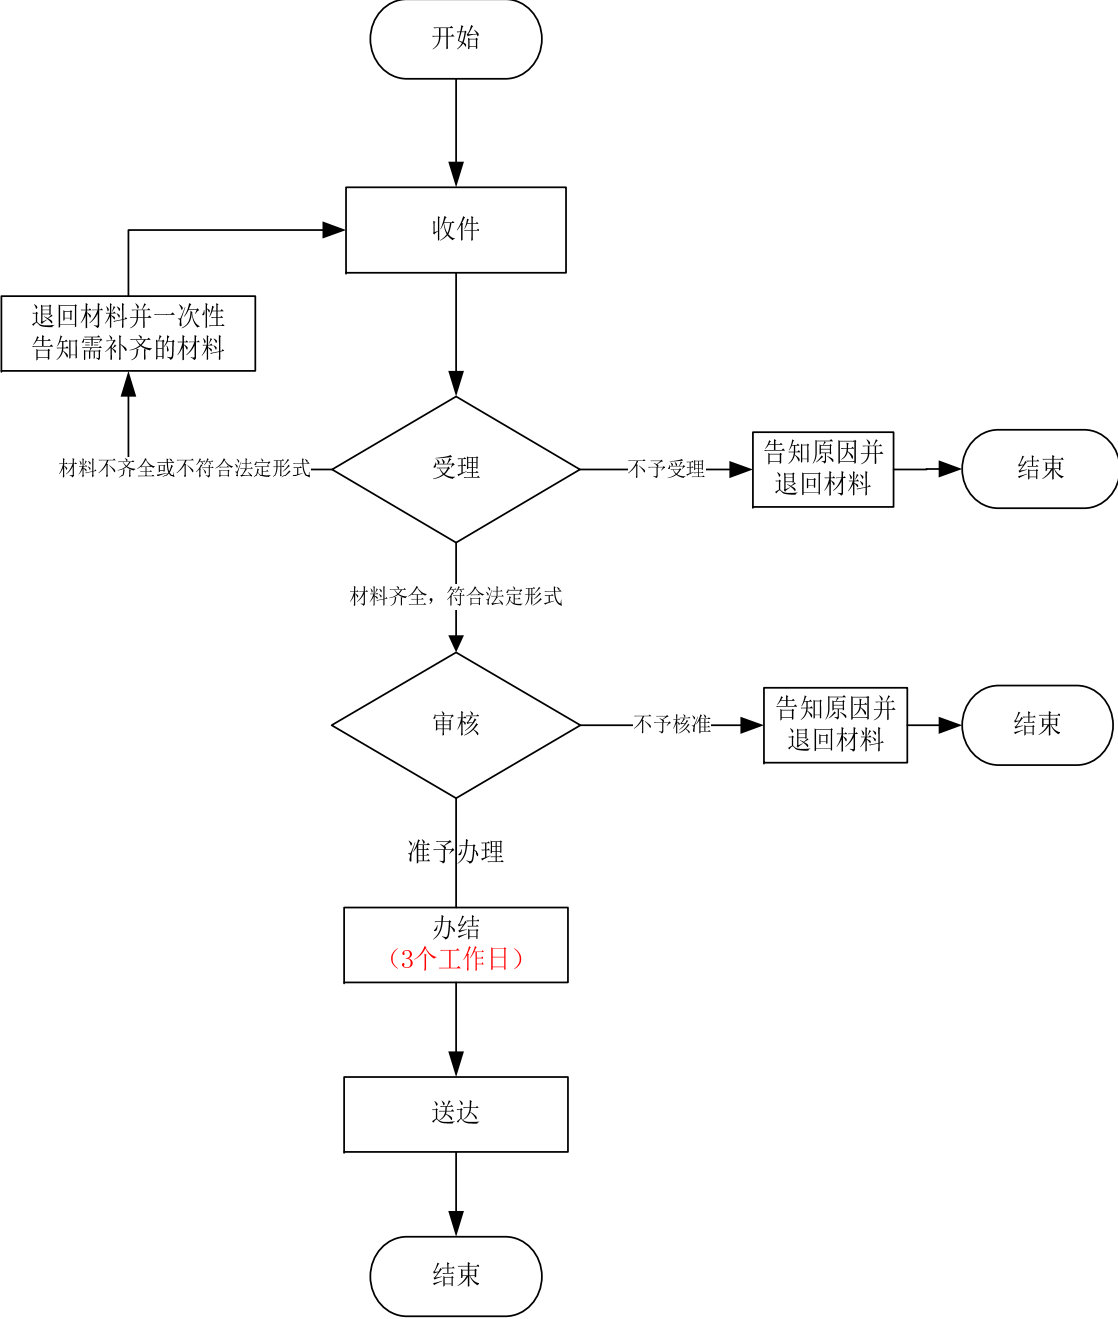 开始
收件
退回材料并一次性
告知需补齐的材料
材料不齐全或不符合法定形式
受理
不予受理
告知原因并
退回材料
结束
材料齐全，符合法定形式
审核
不予核准
告知原因并
退回材料
结束
准予办理
办结
（3个工作日）
送达
结束